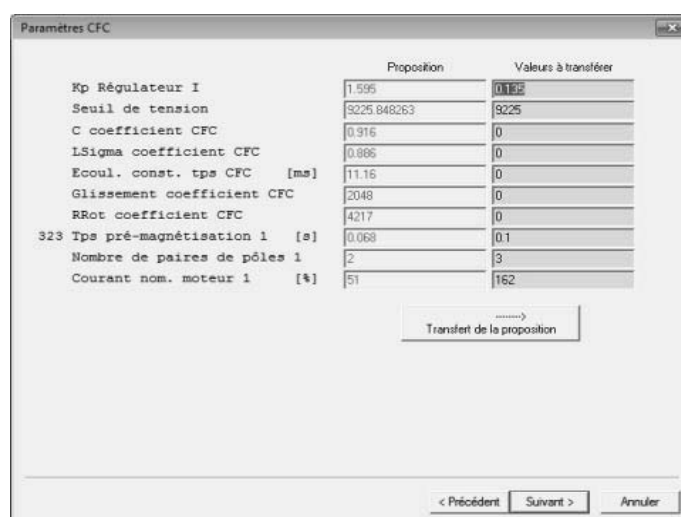 Paramètres CFC
Proposition Valeurs à transférer
Kp Régulateur I 1.595 0.135
Seuil de tension 9225.848263 9225
C coefficient CFC 0.916 0
LSigma coefficient CFC 0.886 0
Ecoul. const. tps CFC [ms] 11.16 0
Glissement coefficient CFC 2048 0
RRot coefficient CFC 4217 0
323 Tps pré-magnétisation 1 [s] 0.068 0.1
Nombre de paires de pôles 1 2 3
Courant nom. moteur 1 [%] 51 162
-------->
Transfert de la proposition
< Précédent Suivant > Annuler